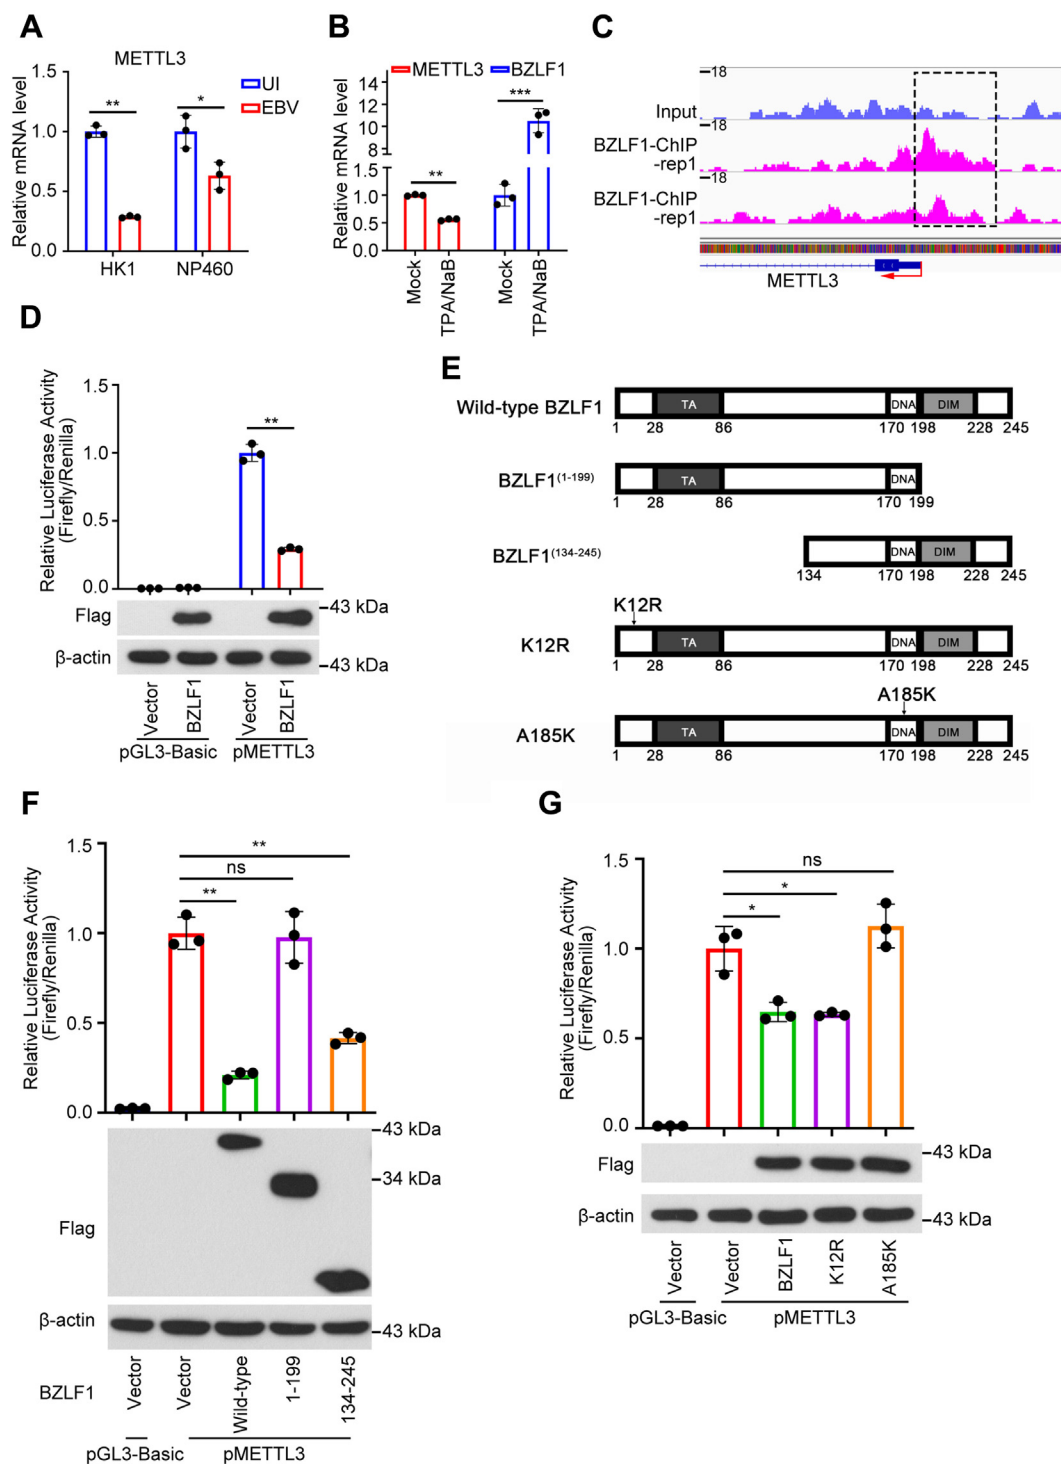 A
METTL3
Relative mRNA level
1.5
1.0
0.5
0.0
**
*
UI
EBV
HK1
NP460
B
METTL3
BZLF1
Relative mRNA level
14
12
10
8
6
1.5
1.0
0.5
0.0
**
***
Mock
TPA/NaB
Mock
TPA/NaB
C
18
Input
18
BZLF1-ChIP
-rep1
18
BZLF1-ChIP
-rep1
METTL3
D
Relative Luciferase Activity
(Firefly/Renilla)
1.5
1.0
0.5
0.0
**
Flag
43 kDa
β-actin
43 kDa
Vector
BZLF1
Vector
BZLF1
pGL3-Basic
pMETTL3
E
Wild-type BZLF1
TA
DNA
DIM
1 28 86 170 198 228 245
BZLF1(1-199)
TA
DNA
1 28 86 170 199
BZLF1(134-245)
DNA
DIM
134 170 198 228 245
K12R
K12R
TA
DNA
DIM
1 28 86 170 198 228 245
A185K
A185K
TA
DNA
DIM
1 28 86 170 198 228 245
F
Relative Luciferase Activity
(Firefly/Renilla)
1.5
1.0
0.5
0.0
**
ns
**
43 kDa
34 kDa
Flag
β-actin
43 kDa
BZLF1
Vector
Vector
Wild-type
1-199
134-245
pGL3-Basic
pMETTL3
G
Relative Luciferase Activity
(Firefly/Renilla)
1.5
1.0
0.5
0.0
ns
*
*
Flag
43 kDa
β-actin
43 kDa
Vector
Vector
BZLF1
K12R
A185K
pGL3-Basic
pMETTL3